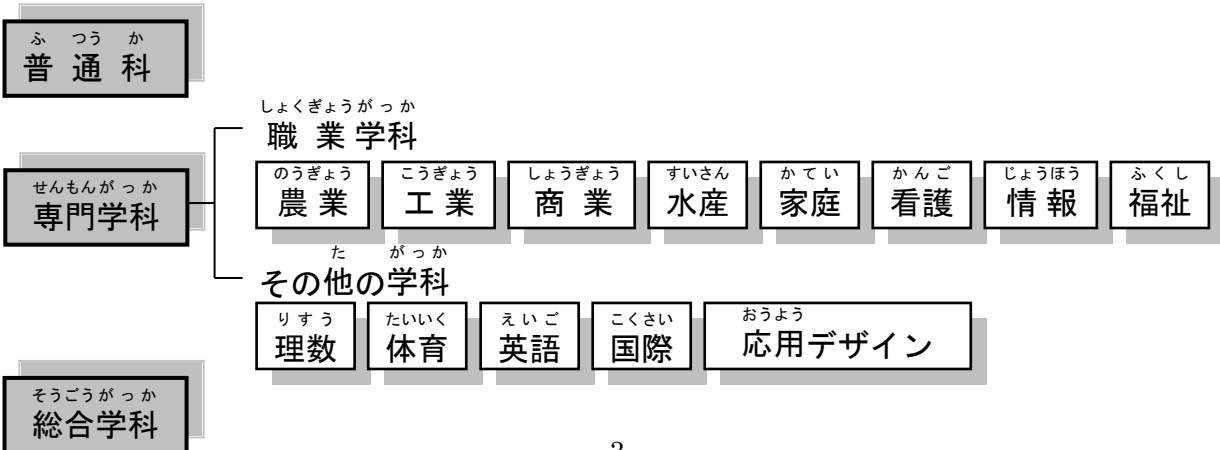 ふ つう か
普 通 科
しょくぎょうがっか
職 業 学科
せんもんがっか
専門学科
のうぎょう こうぎょう しょうぎょう すいさん かてい かんご じょうほう ふくし
農業 工業 商業 水産 家庭 看護 情報 福祉
た がっか
その他の学科
りすう たいいく えいご こくさい おうよう
理数 体育 英語 国際 応用デザイン
そうごうがっか
総合学科